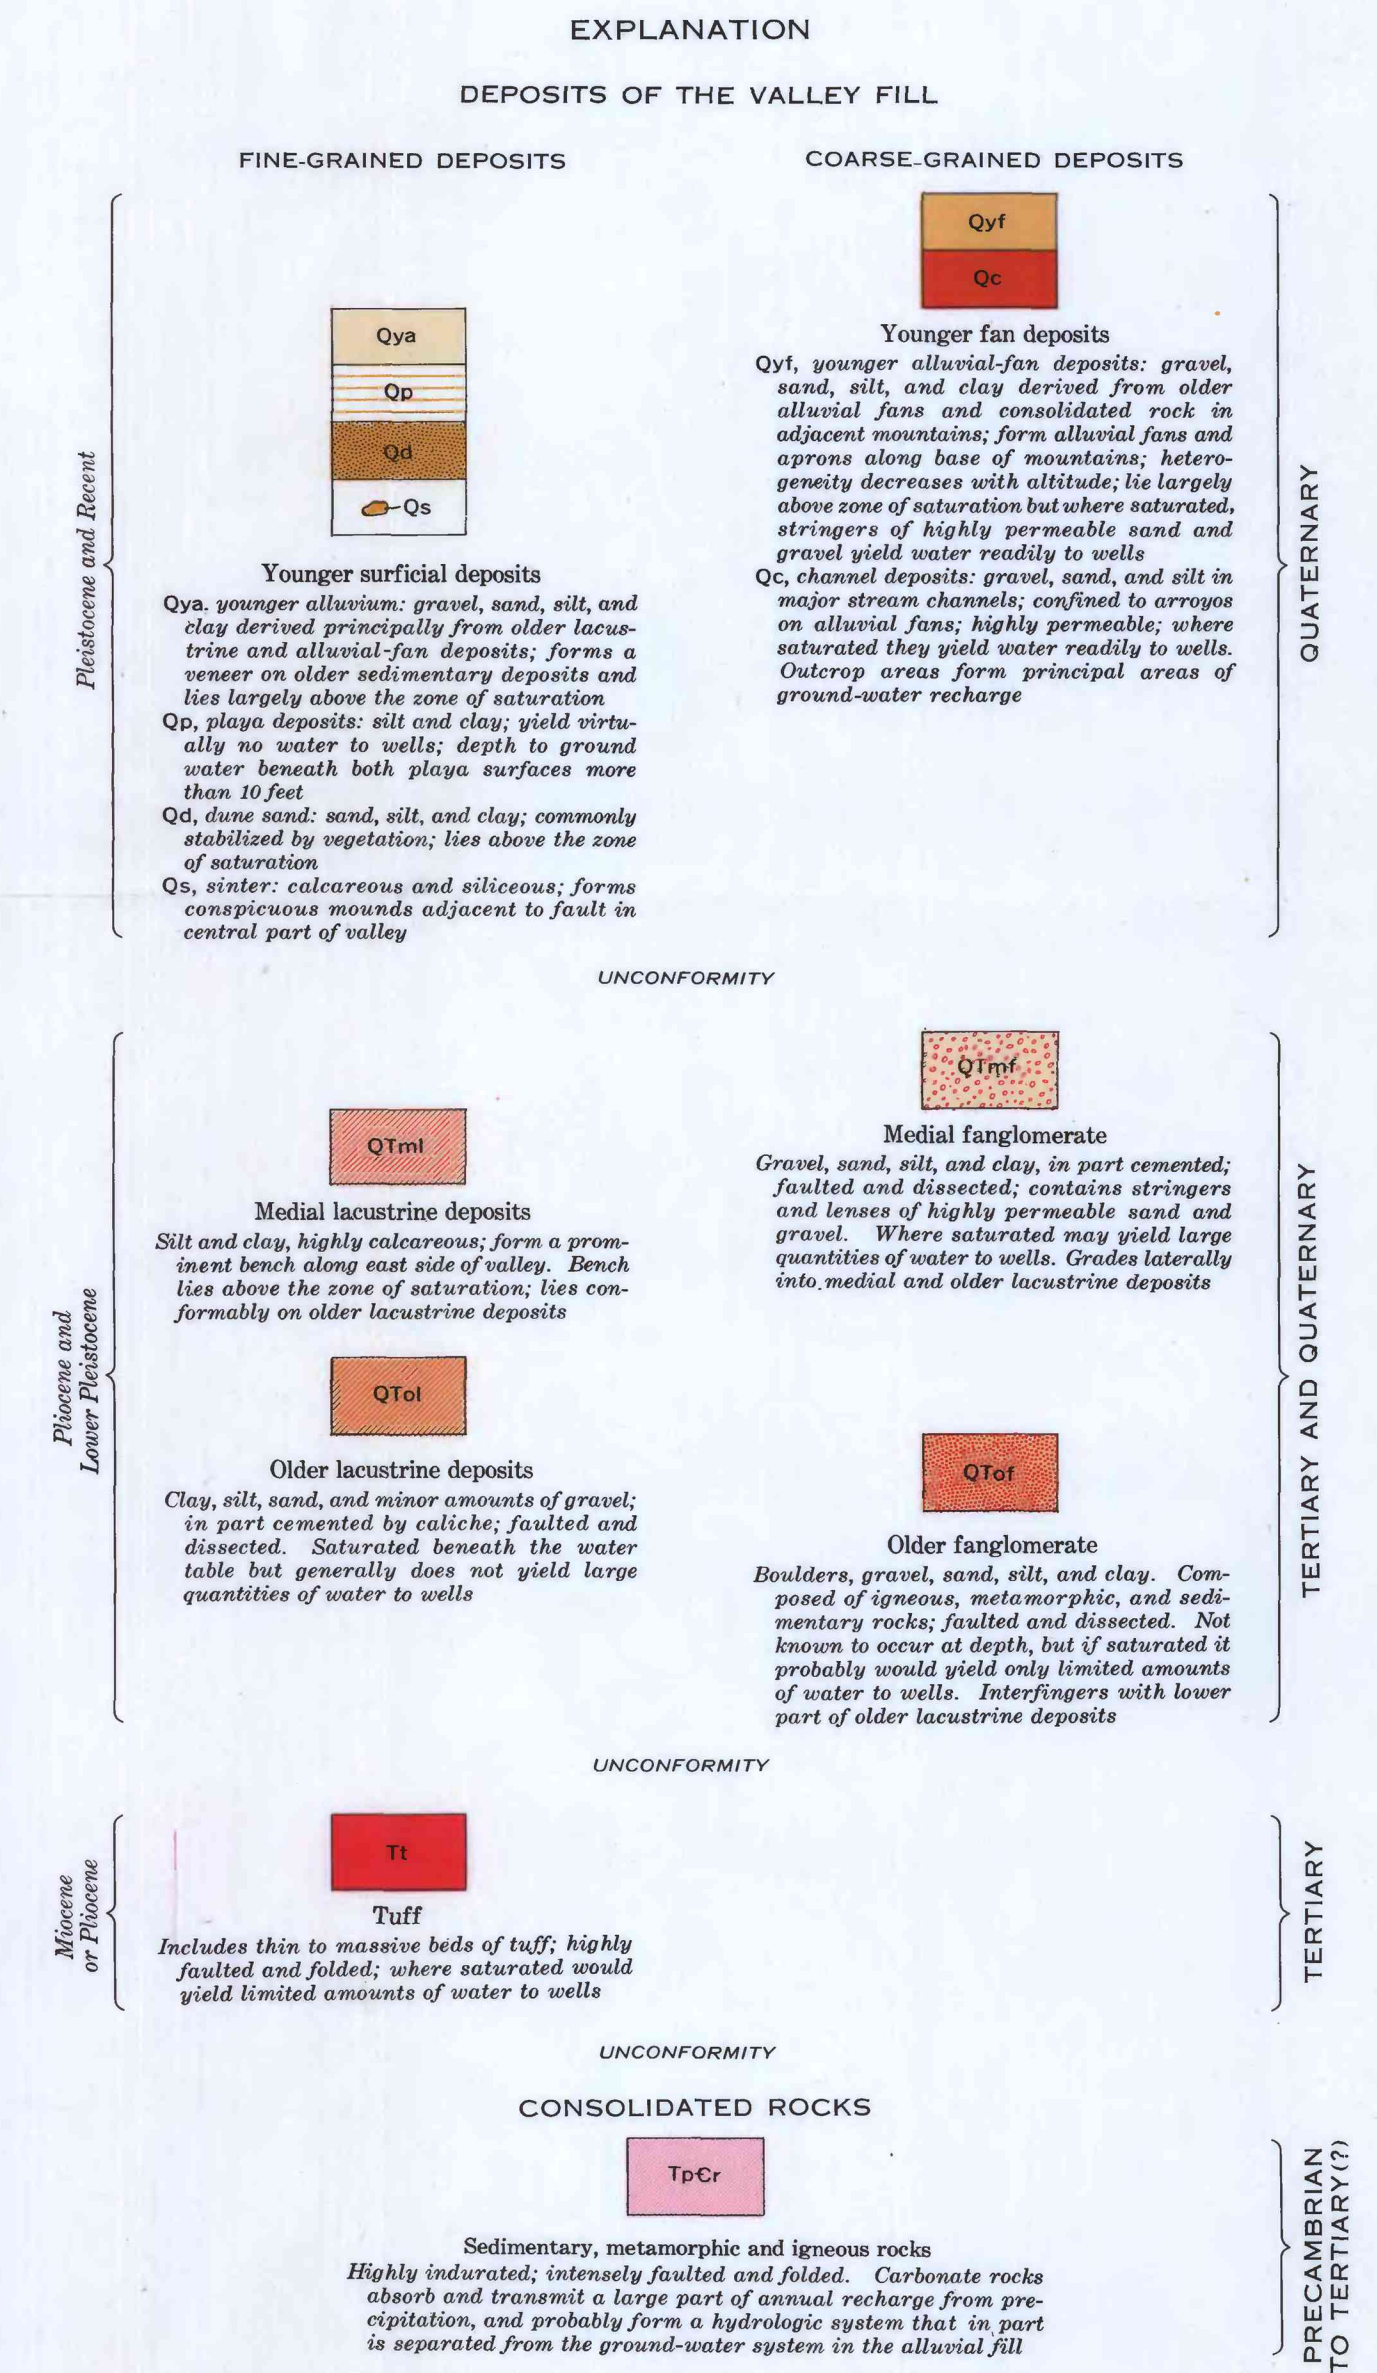 EXPLANATION
DEPOSITS OF THE VALLEY FILL
FINE-GRAINED DEPOSITS
COARSE-GRAINED DEPOSITS
Pleistocene and Recent
Qya
Qp
Qd
Qs
Younger surficial deposits
Qya. younger alluvium: gravel, sand, silt, and
clay derived principally from older lacus-
trine and alluvial-fan deposits; forms a
veneer on older sedimentary deposits and
lies largely above the zone of saturation
Qp, playa deposits: silt and clay; yield virtu-
ally no water to wells; depth to ground
water beneath both playa surfaces more
than 10 feet
Qd, dune sand: sand, silt, and clay; commonly
stabilized by vegetation; lies above the zone
of saturation
Qs, sinter: calcareous and siliceous; forms
conspicuous mounds adjacent to fault in
central part of valley
Qyf
Qc
Younger fan deposits
Qyf, younger alluvial-fan deposits: gravel,
sand, silt, and clay derived from older
alluvial fans and consolidated rock in
adjacent mountains; form alluvial fans and
aprons along base of mountains; hetero-
geneity decreases with altitude; lie largely
above zone of saturation but where saturated,
stringers of highly permeable sand and
gravel yield water readily to wells
Qc, channel deposits: gravel, sand, and silt in
major stream channels; confined to arroyos
on alluvial fans; highly permeable; where
saturated they yield water readily to wells.
Outcrop areas form principal areas of
ground-water recharge
QUATERNARY
UNCONFORMITY
Pliocene and
Lower Pleistocene
QTml
Medial lacustrine deposits
Silt and clay, highly calcareous; form a prom-
inent bench along east side of valley. Bench
lies above the zone of saturation; lies con-
formably on older lacustrine deposits
QTol
Older lacustrine deposits
Clay, silt, sand, and minor amounts of gravel;
in part cemented by caliche; faulted and
dissected. Saturated beneath the water
table but generally does not yield large
quantities of water to wells
QTmf
Medial fanglomerate
Gravel, sand, silt, and clay, in part cemented;
faulted and dissected; contains stringers
and lenses of highly permeable sand and
gravel. Where saturated may yield large
quantities of water to wells. Grades laterally
into medial and older lacustrine deposits
QTof
Older fanglomerate
Boulders, gravel, sand, silt, and clay. Com-
posed of igneous, metamorphic, and sedi-
mentary rocks; faulted and dissected. Not
known to occur at depth, but if saturated it
probably would yield only limited amounts
of water to wells. Interfingers with lower
part of older lacustrine deposits
TERTIARY AND QUATERNARY
UNCONFORMITY
Miocene
or Pliocene
Tt
Tuff
Includes thin to massive beds of tuff; highly
faulted and folded; where saturated would
yield limited amounts of water to wells
TERTIARY
UNCONFORMITY
CONSOLIDATED ROCKS
Tp€r
Sedimentary, metamorphic and igneous rocks
Highly indurated; intensely faulted and folded. Carbonate rocks
absorb and transmit a large part of annual recharge from pre-
cipitation, and probably form a hydrologic system that in part
is separated from the ground-water system in the alluvial fill
PRECAMBRIAN
TO TERTIARY(?)